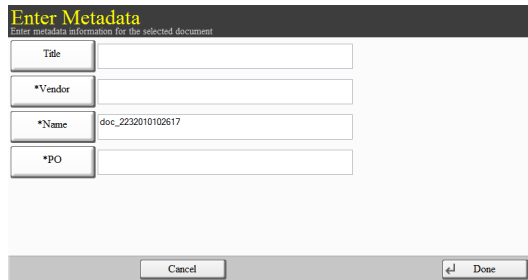 Enter Metadata
Enter metadata information for the selected document
Title
*Vendor
*Name doc_2232010102617
*PO
Cancel Done